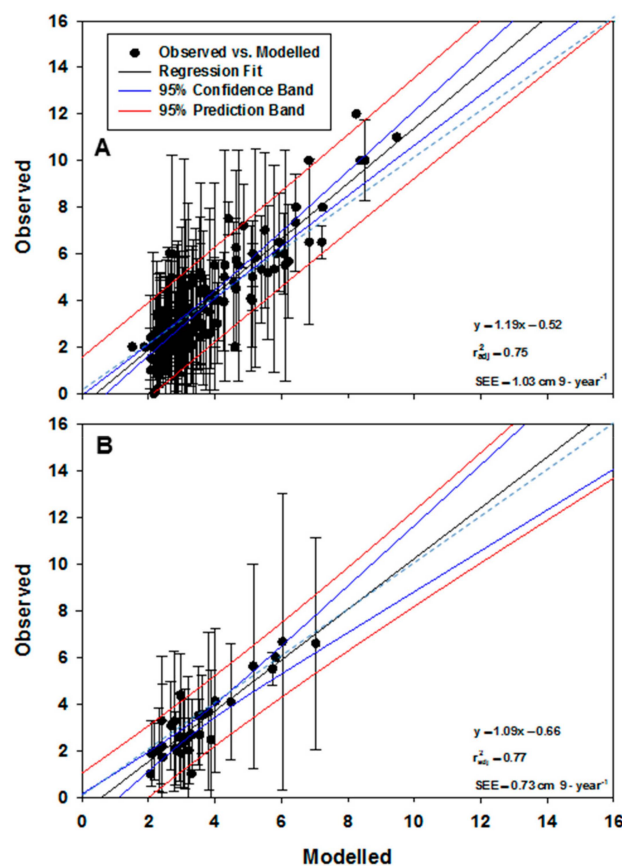 16
14
12
10
8
6
4
2
0
Observed
Observed vs. Modelled
Regression Fit
95% Confidence Band
95% Prediction Band
A
y = 1.19x - 0.52
r²adj = 0.75
SEE = 1.03 cm 9 - year⁻¹
16
14
12
10
8
6
4
2
0
Observed
B
y = 1.09x - 0.66
r²adj = 0.77
SEE = 0.73 cm 9 - year⁻¹
0 2 4 6 8 10 12 14 16
Modelled